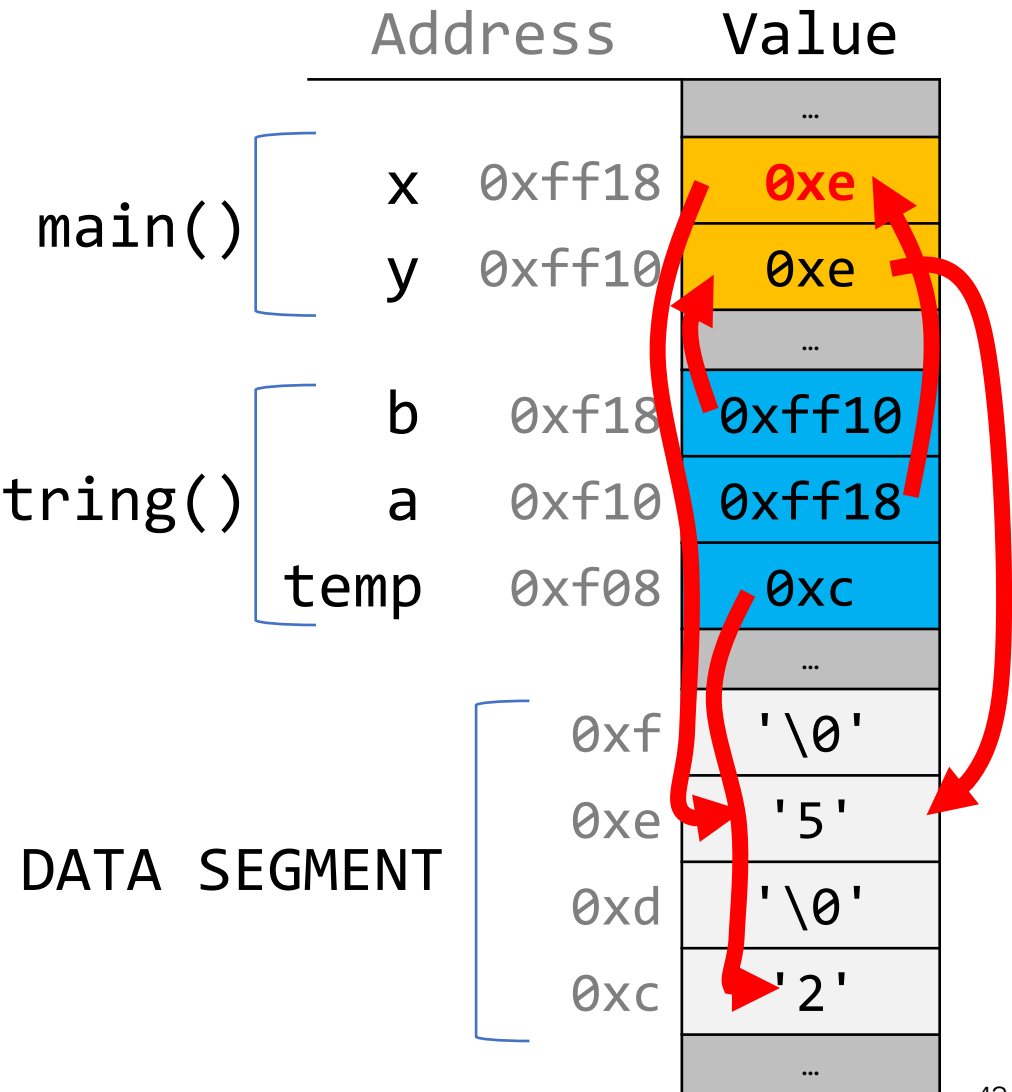 Address Value
…
x 0xff18 0xe
main()
y 0xff10 0xe
…
b 0xf18 0xff10
tring() a 0xf10 0xff18
temp 0xf08 0xc
…
0xf '\0'
0xe '5'
DATA SEGMENT
0xd '\0'
0xc '2'
…